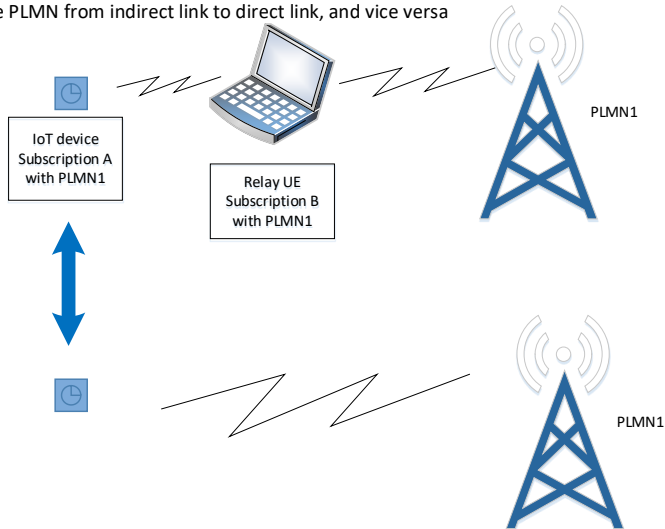 e PLMN from indirect link to direct link, and vice versa
PLMN1
IoT device
Subscription A
with PLMN1
Relay UE
Subscription B
with PLMN1
PLMN1